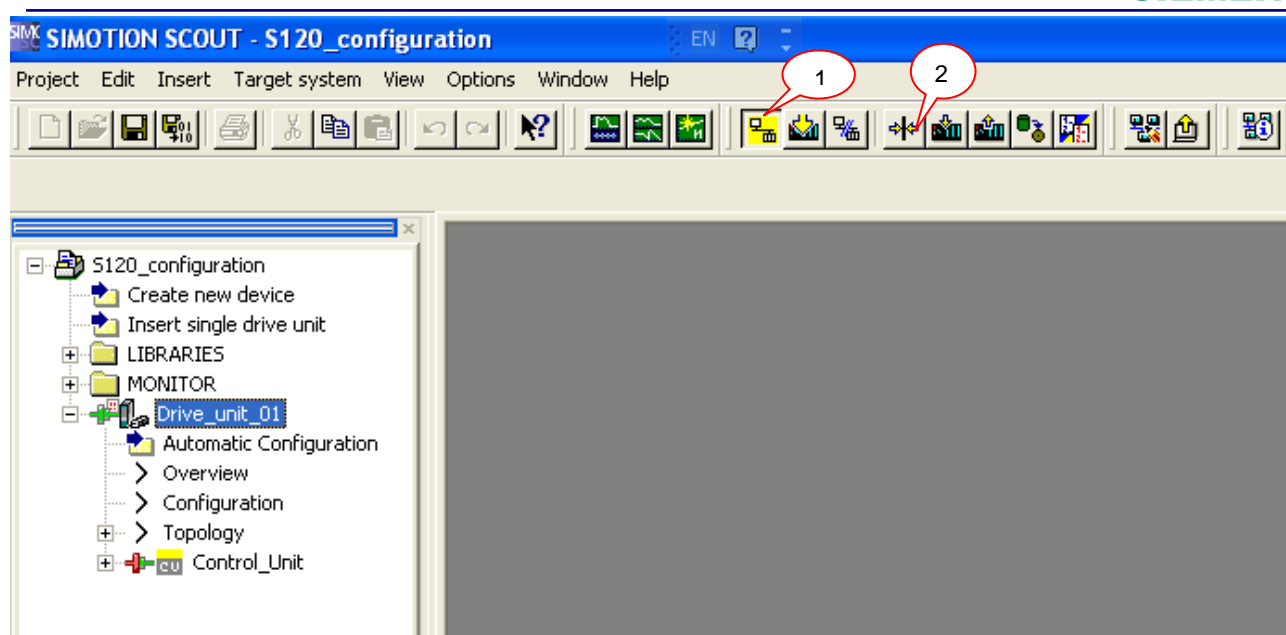 SIMOTION SCOUT - S120_configuration EN
Project Edit Insert Target system View Options Window Help
1 2
S120_configuration
Create new device
Insert single drive unit
LIBRARIES
MONITOR
Drive_unit_01
Automatic Configuration
Overview
Configuration
Topology
Control_Unit